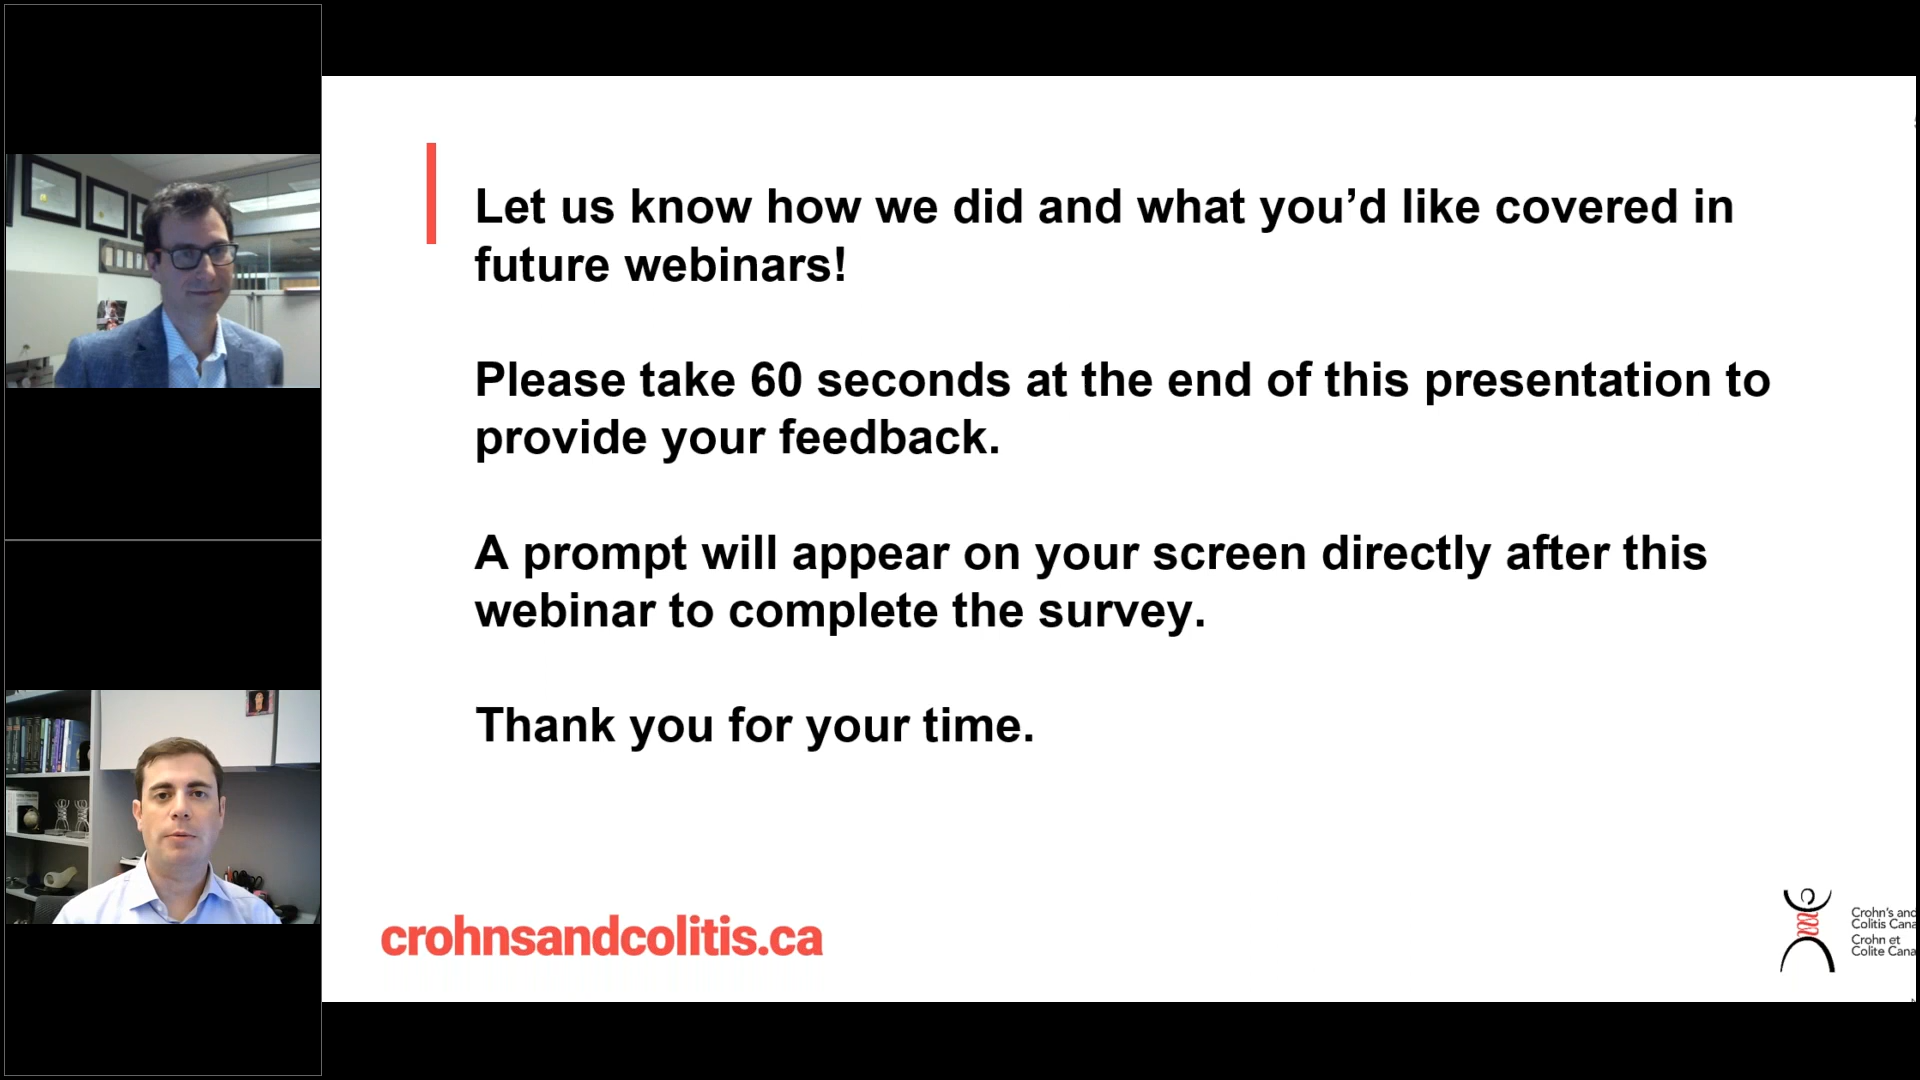 Let us know how we did and what you’d like covered in
future webinars!
Please take 60 seconds at the end of this presentation to
provide your feedback.
A prompt will appear on your screen directly after this
webinar to complete the survey.
Thank you for your time.
crohnsandcolitis.ca
Crohn's and
Colitis Cana
Crohn et
Colite Cana